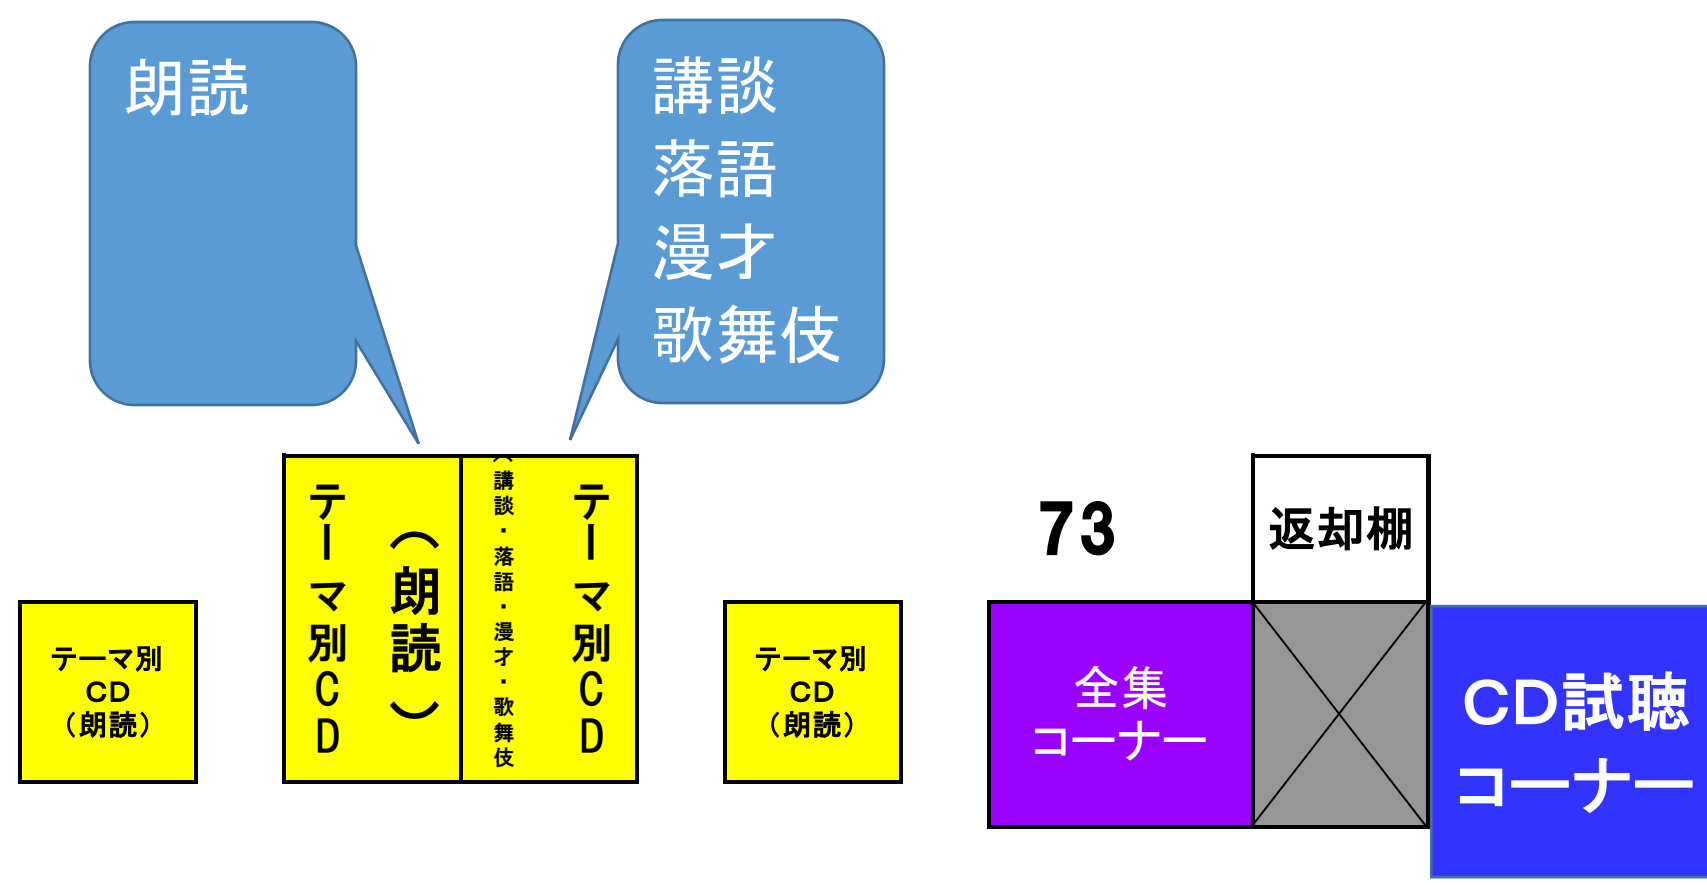 朗読
講談
落語
漫才
歌舞伎
テーマ別
CD
（朗読）
テーマ別CD
（朗読）
テーマ別CD
（講談・落語・漫才・歌舞伎
テーマ別
CD
（朗読）
73
返却棚
全集
コーナー
CD試聴
コーナー